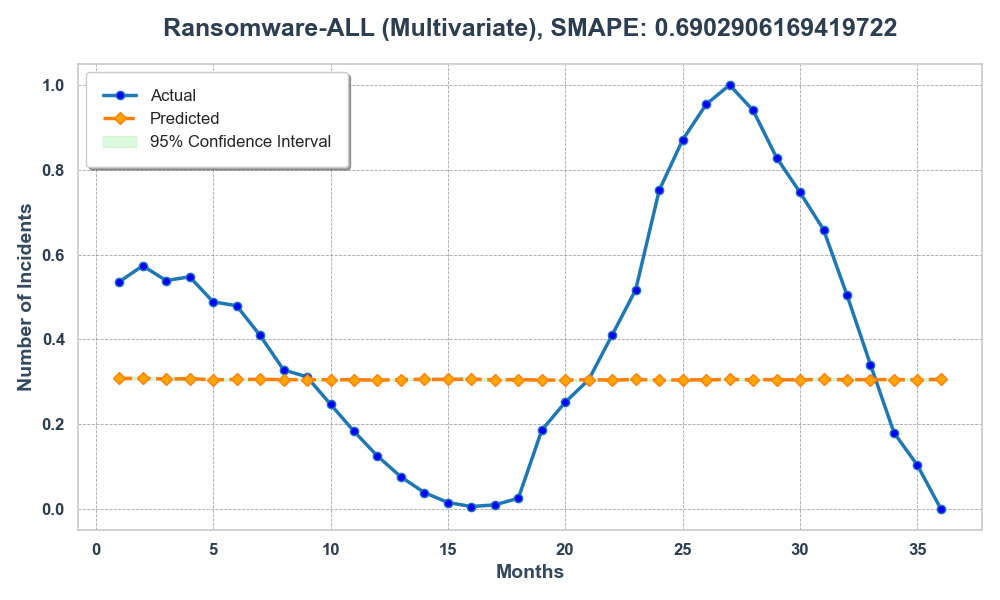 Ransomware-ALL (Multivariate), SMAPE: 0.6902906169419722
Actual
Predicted
95% Confidence Interval
Number of Incidents
1.0
0.8
0.6
0.4
0.2
0.0
0 5 10 15 20 25 30 35
Months